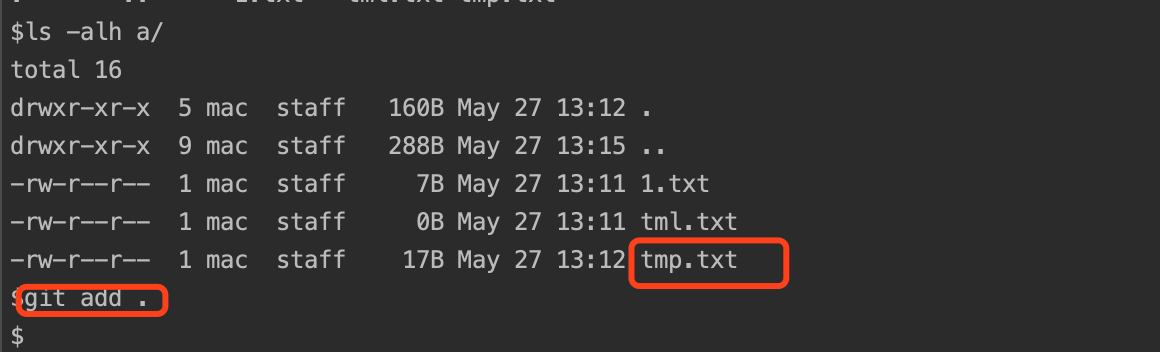 $ls -alh a/
total 16
drwxr-xr-x  5 mac  staff   160B May 27 13:12 .
drwxr-xr-x  9 mac  staff   288B May 27 13:15 ..
-rw-r--r--  1 mac  staff     7B May 27 13:11 1.txt
-rw-r--r--  1 mac  staff     0B May 27 13:11 tml.txt
-rw-r--r--  1 mac  staff    17B May 27 13:12 tmp.txt
$git add .
$